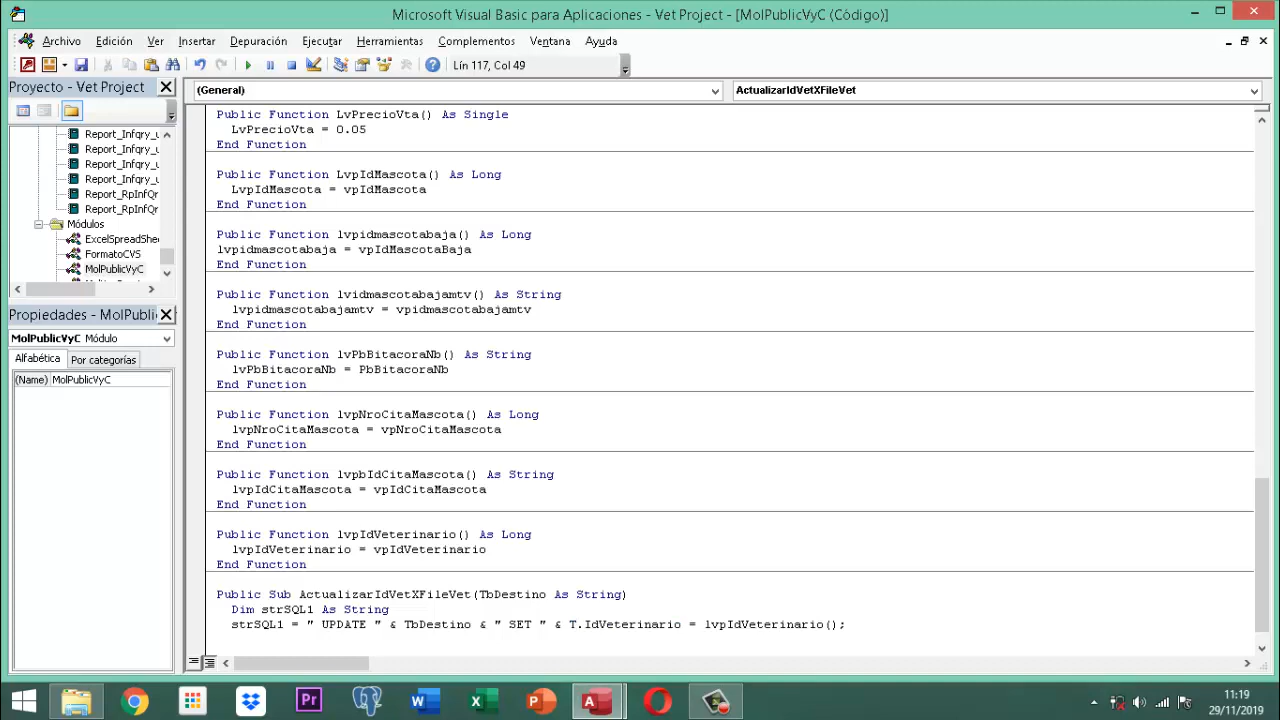 Microsoft Visual Basic para Aplicaciones - Vet Project - [MolPublicVyC (Código)]
Archivo Edición Ver Insertar Depuración Ejecutar Herramientas Complementos Ventana Ayuda
Lín 117, Col 49
Proyecto - Vet Project
(General)
ActualizarIdVetXFileVet
Report_Infqry_u
Report_Infqry_u
Report_Infqry_u
Report_Infqry_u
Report_RpInfQr
Report_RpInfQr
Módulos
ExcelSpreadShe
FormatoCVS
MolPublicVyC
Propiedades - MolPublic
MolPublicVyC Módulo
Alfabética Por categorías
(Name) MolPublicVyC
Public Function LvPrecioVta() As Single
LvPrecioVta = 0.05
End Function
Public Function LvpIdMascota() As Long
LvpIdMascota = vpIdMascota
End Function
Public Function lvpidmascotabaja() As Long
lvpidmascotabaja = vpIdMascotaBaja
End Function
Public Function lvidmascotabajamtv() As String
lvpidmascotabajamtv = vpidmascotabajamtv
End Function
Public Function lvPbBitacoraNb() As String
lvPbBitacoraNb = PbBitacoraNb
End Function
Public Function lvpNroCitaMascota() As Long
lvpNroCitaMascota = vpNroCitaMascota
End Function
Public Function lvpbIdCitaMascota() As String
lvpIdCitaMascota = vpIdCitaMascota
End Function
Public Function lvpIdVeterinario() As Long
lvpIdVeterinario = vpIdVeterinario
End Function
Public Sub ActualizarIdVetXFileVet(TbDestino As String)
Dim strSQL1 As String
strSQL1 = " UPDATE " & TbDestino & " SET " & T.IdVeterinario = lvpIdVeterinario();
11:19
29/11/2019